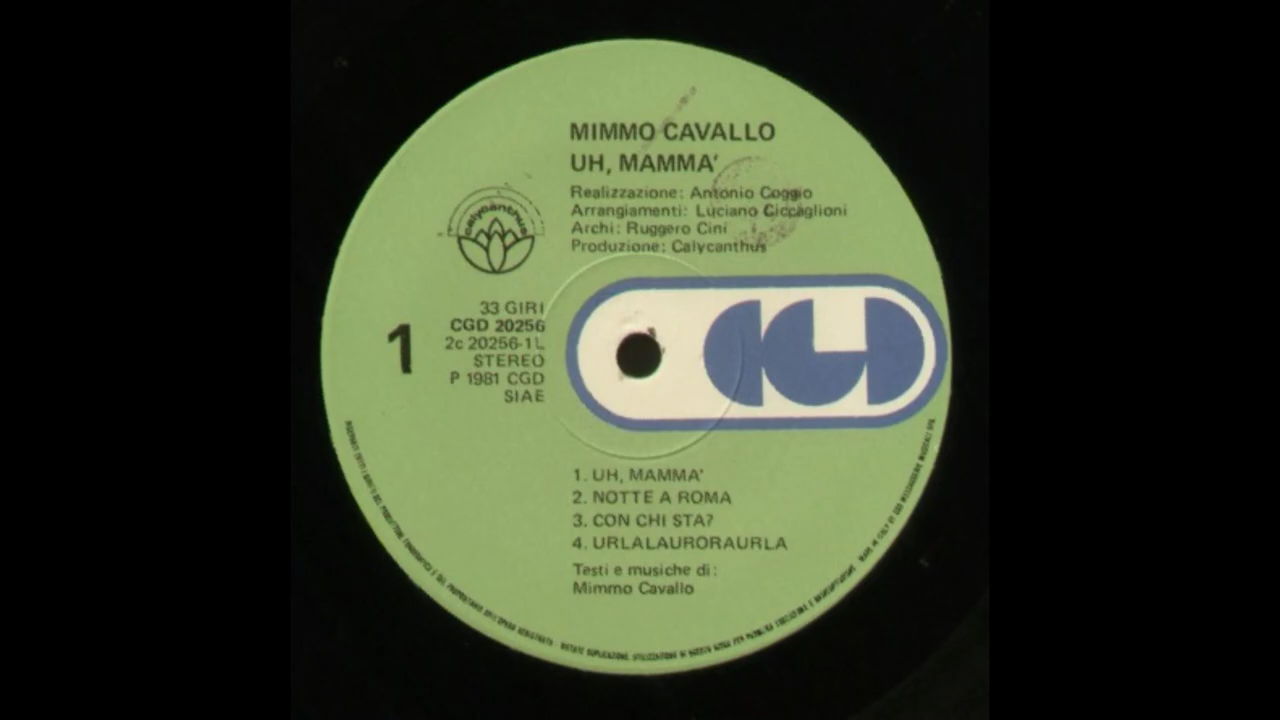 MIMMO CAVALLO
UH, MAMMA'
Realizzazione: Antonio Coggio
Arrangiamenti: Luciano Ciccaglioni
Archi: Ruggero Cini
Produzione: Calycanthus
calycanthus
33 GIRI
CGD 20256
2c 20256-1L
STEREO
P 1981 CGD
SIAE
1
CGD
1. UH, MAMMA'
2. NOTTE A ROMA
3. CON CHI STA?
4. URLALAURORAURLA
Testi e musiche di:
Mimmo Cavallo